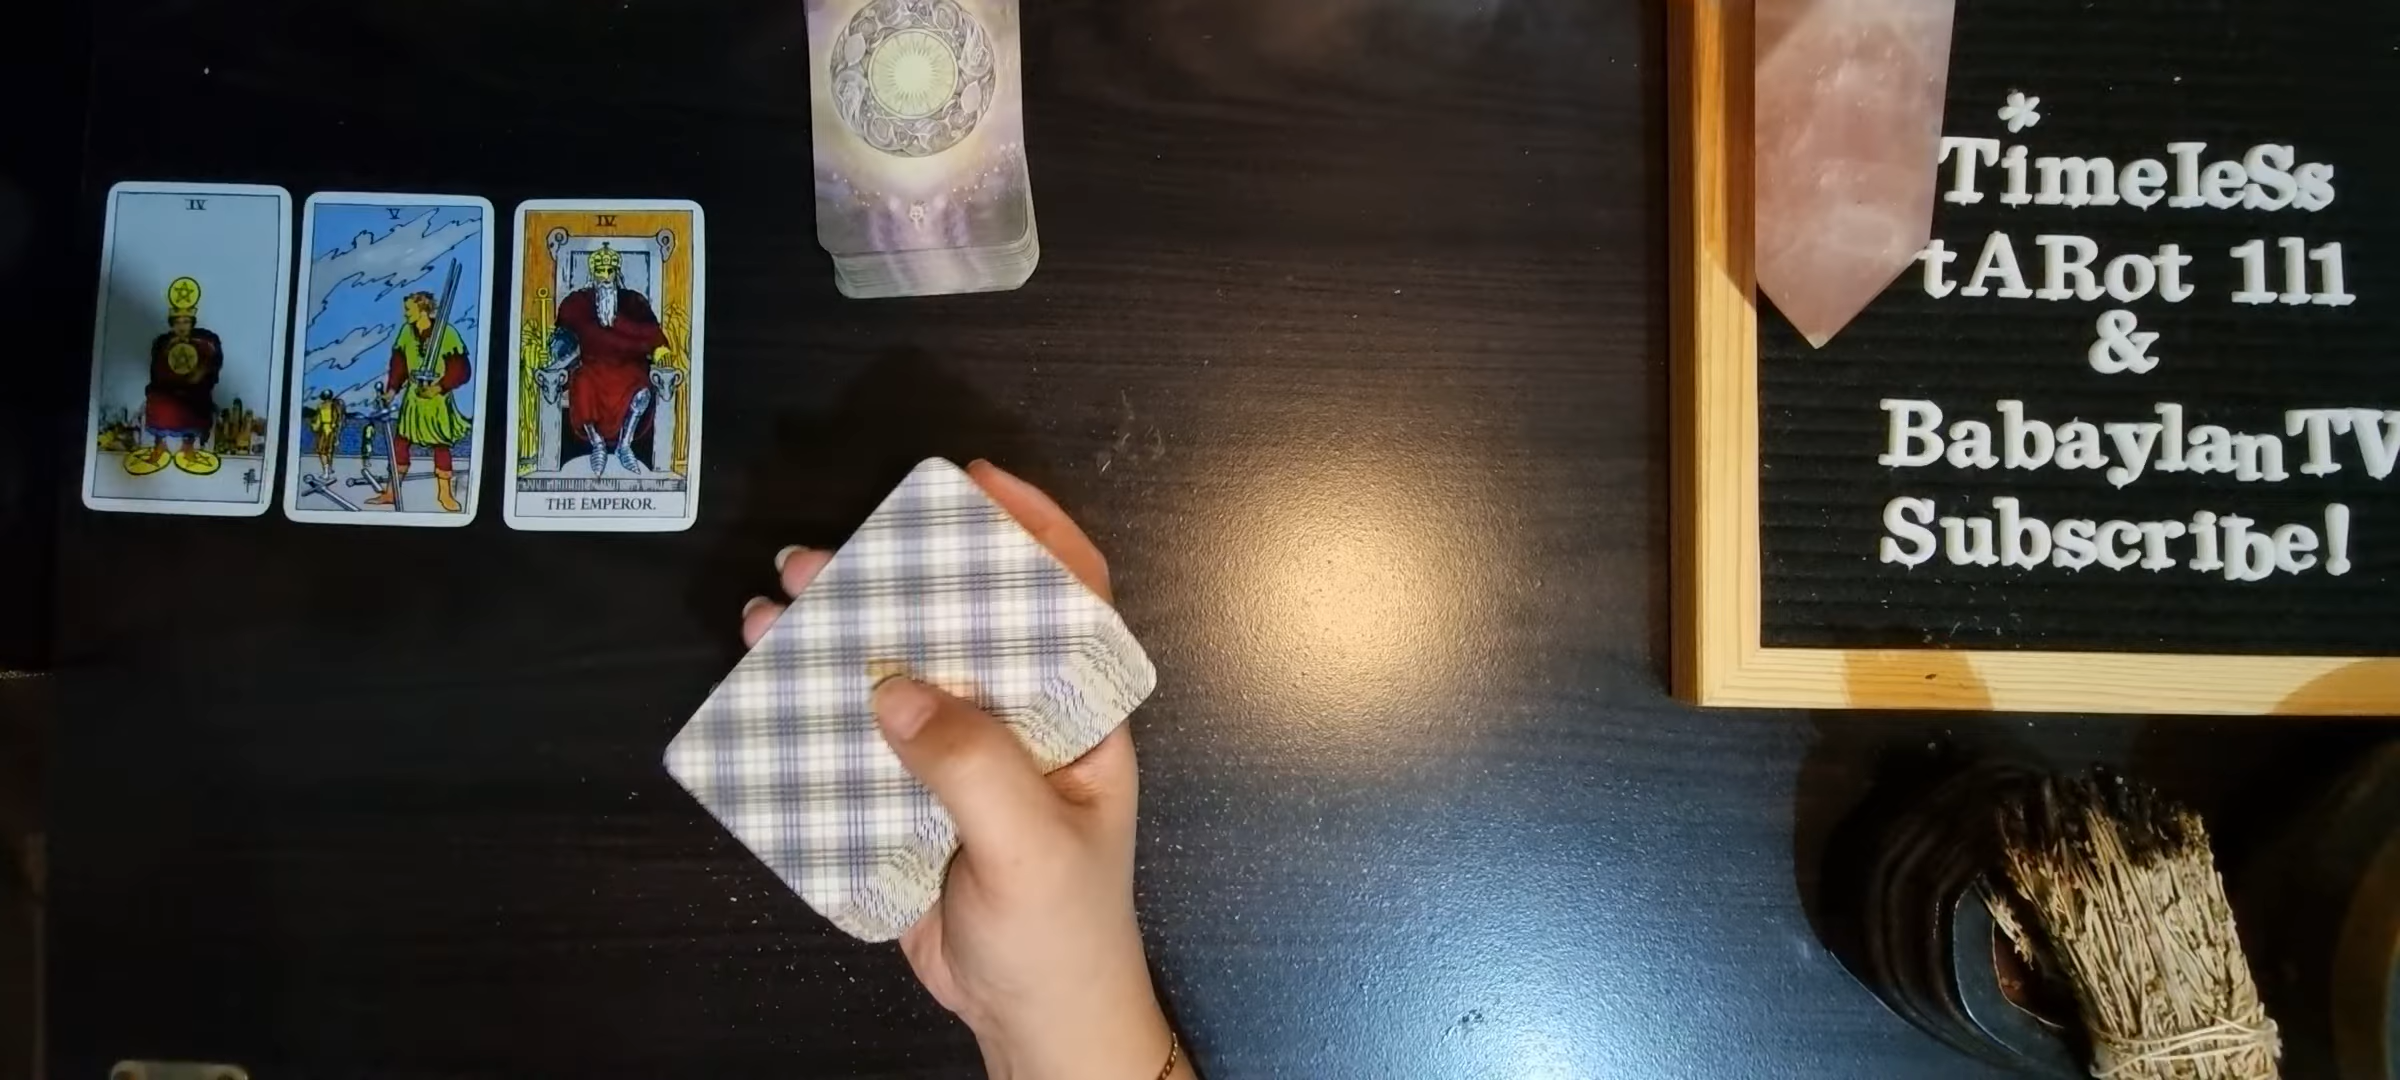 IV
V
IV
THE EMPEROR.
*
TimeleSs
tARot 111
&
BabaylanTV
Subscribe!